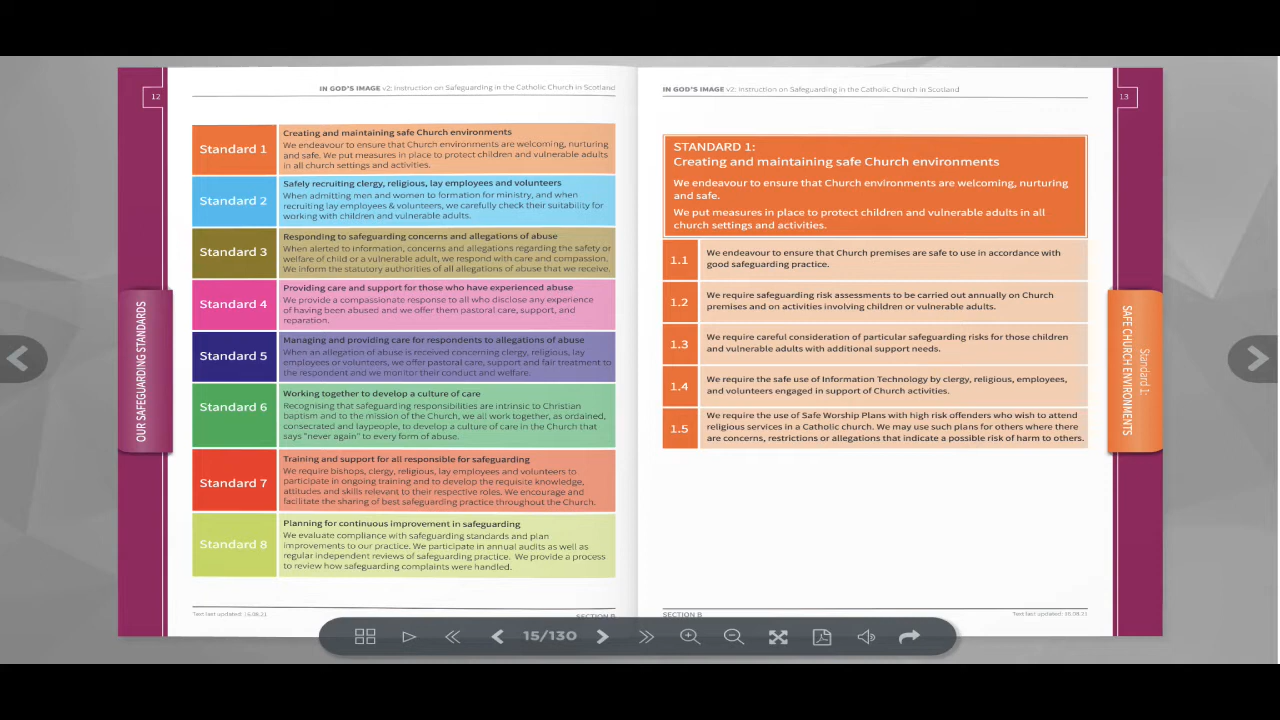 12
IN GOD'S IMAGE v2: Instruction on Safeguarding in the Catholic Church in Scotland
Standard 1
Creating and maintaining safe Church environments
We endeavour to ensure that Church environments are welcoming, nurturing
and safe. We put measures in place to protect children and vulnerable adults
in all church settings and activities.
Standard 2
Safely recruiting clergy, religious, lay employees and volunteers
When admitting men and women to formation for ministry, and when
recruiting lay employees & volunteers, we carefully check their suitability for
working with children and vulnerable adults.
Standard 3
Responding to safeguarding concerns and allegations of abuse
When alerted to information, concerns and allegations regarding the safety or
welfare of child or a vulnerable adult, we respond with care and compassion.
We inform the statutory authorities of all allegations of abuse that we receive.
Standard 4
Providing care and support for those who have experienced abuse
We provide a compassionate response to all who disclose any experience
of having been abused and we offer them pastoral care, support, and
reparation.
Standard 5
Managing and providing care for respondents to allegations of abuse
When an allegation of abuse is received concerning clergy, religious, lay
employees or volunteers, we offer pastoral care, support and fair treatment to
the respondent and we monitor their conduct and welfare.
Standard 6
Working together to develop a culture of care
Recognising that safeguarding responsibilities are intrinsic to Christian
baptism and to the mission of the Church, we all work together, as ordained,
consecrated and laypeople, to develop a culture of care in the Church that
says "never again" to every form of abuse.
Standard 7
Training and support for all responsible for safeguarding
We require bishops, clergy, religious, lay employees and volunteers to
participate in ongoing training and to develop the requisite knowledge,
attitudes and skills relevant to their respective roles. We encourage and
facilitate the sharing of best safeguarding practice throughout the Church.
Standard 8
Planning for continuous improvement in safeguarding
We evaluate compliance with safeguarding standards and plan
improvements to our practice. We participate in annual audits as well as
regular independent reviews of safeguarding practice. We provide a process
to review how safeguarding complaints were handled.
OUR SAFEGUARDING STANDARDS
Text last updated: 16.08.21
SECTION B
IN GOD'S IMAGE v2: Instruction on Safeguarding in the Catholic Church in Scotland
13
STANDARD 1:
Creating and maintaining safe Church environments
We endeavour to ensure that Church environments are welcoming, nurturing
and safe.
We put measures in place to protect children and vulnerable adults in all
church settings and activities.
1.1
We endeavour to ensure that Church premises are safe to use in accordance with
good safeguarding practice.
1.2
We require safeguarding risk assessments to be carried out annually on Church
premises and on activities involving children or vulnerable adults.
1.3
We require careful consideration of particular safeguarding risks for those children
and vulnerable adults with additional support needs.
1.4
We require the safe use of Information Technology by clergy, religious, employees,
and volunteers engaged in support of Church activities.
1.5
We require the use of Safe Worship Plans with high risk offenders who wish to attend
religious services in a Catholic church. We may use such plans for others where there
are concerns, restrictions or allegations that indicate a possible risk of harm to others.
Standard 1:
SAFE CHURCH ENVIRONMENTS
SECTION B
Text last updated: 16.08.21
15/130